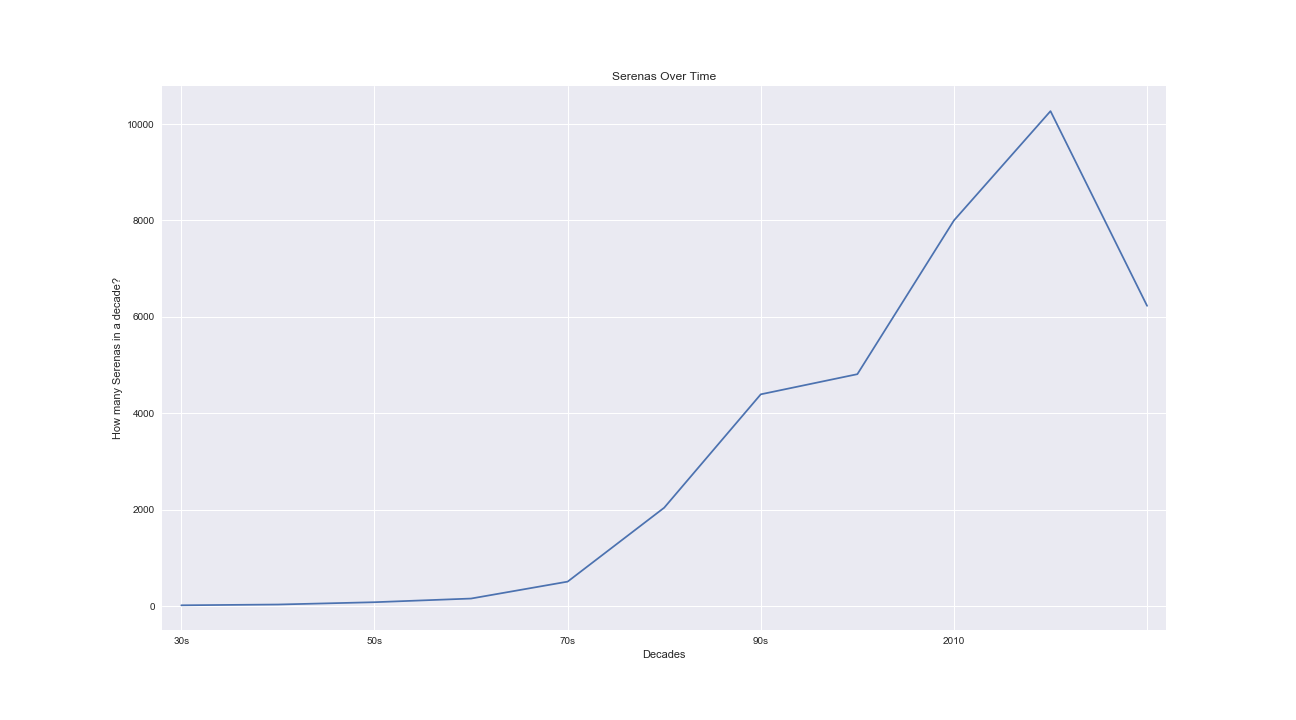 Serenas Over Time
10000
8000
6000
4000
2000
0
How many Serenas in a decade?
30s
50s
70s
90s
2010
Decades